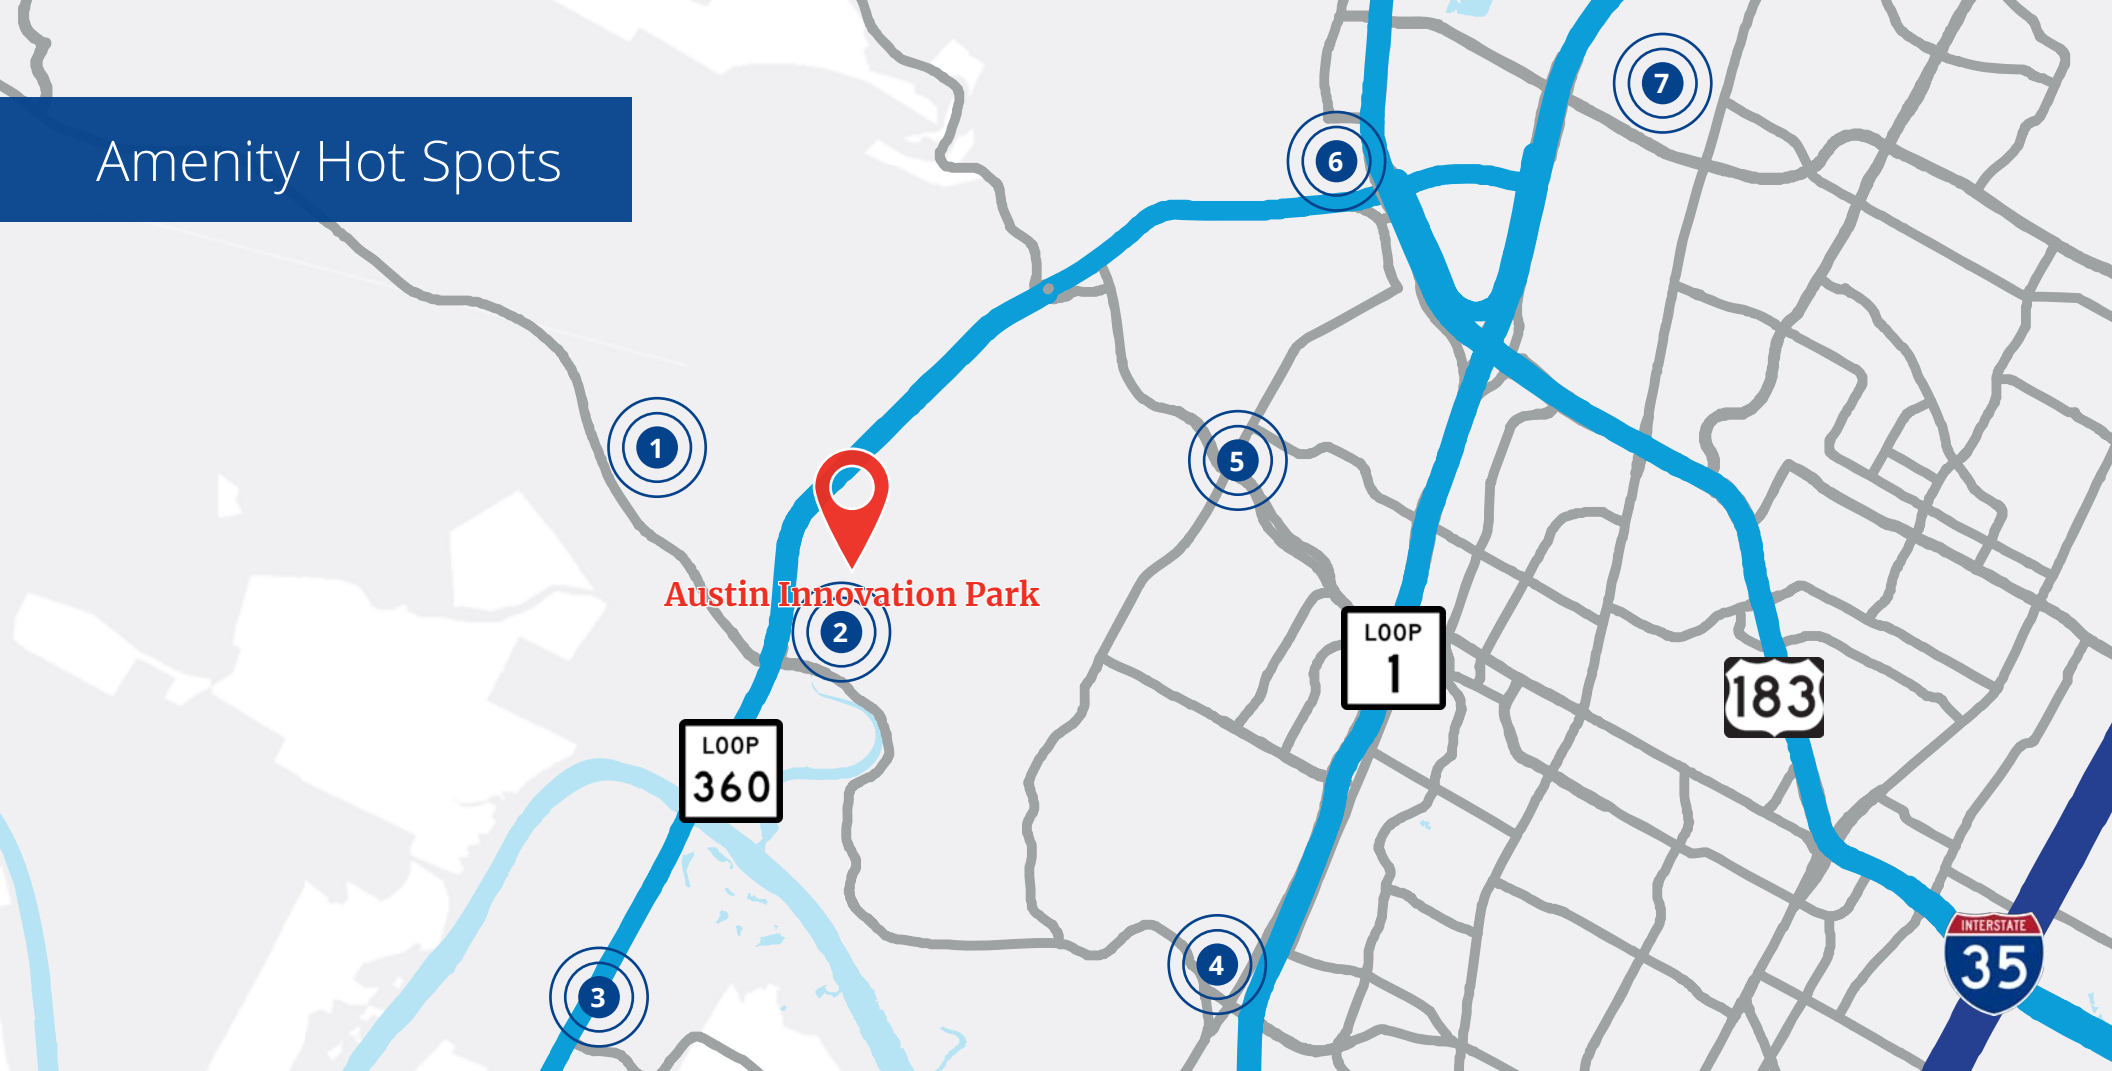 7
Amenity Hot Spots
6
1
5
Austin Innovation Park
2
LOOP
1
183
LOOP
360
INTERSTATE
35
4
3